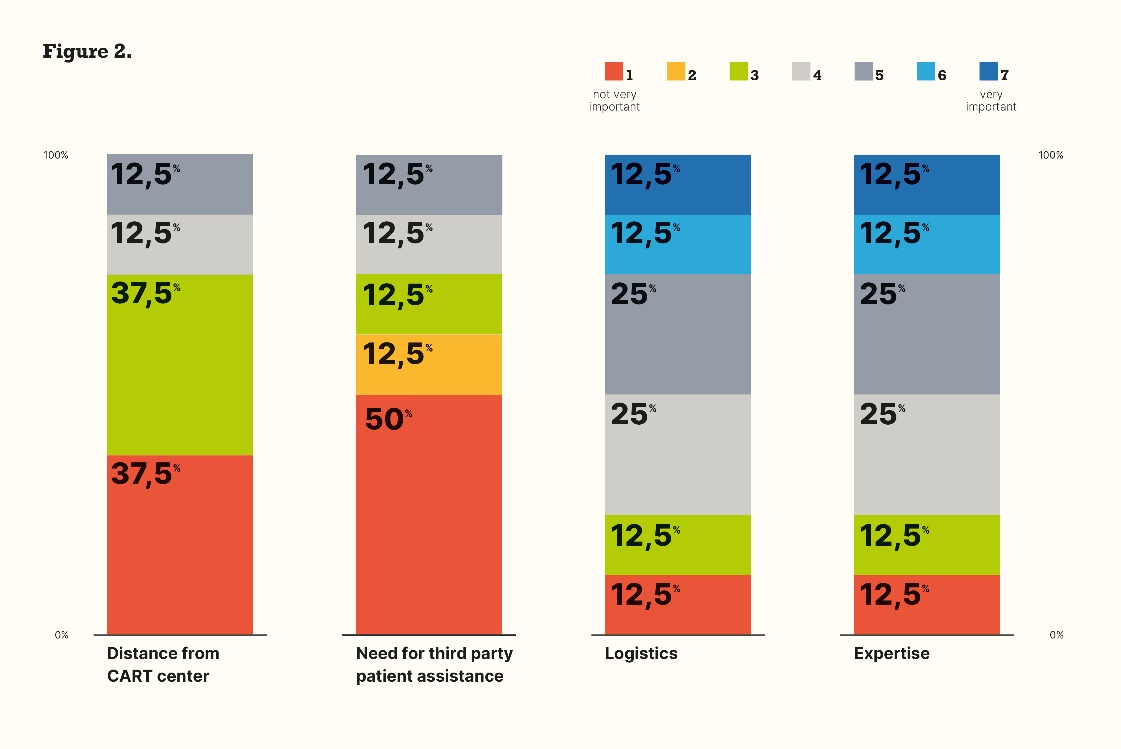 Figure 2.
1 2 3 4 5 6 7
not very
important
very
important
100%
100%
12,5%
12,5%
37,5%
37,5%
12,5%
12,5%
12,5%
12,5%
50%
12,5%
12,5%
25%
25%
12,5%
12,5%
12,5%
12,5%
25%
25%
12,5%
12,5%
0%
0%
Distance from
CART center
Need for third party
patient assistance
Logistics
Expertise